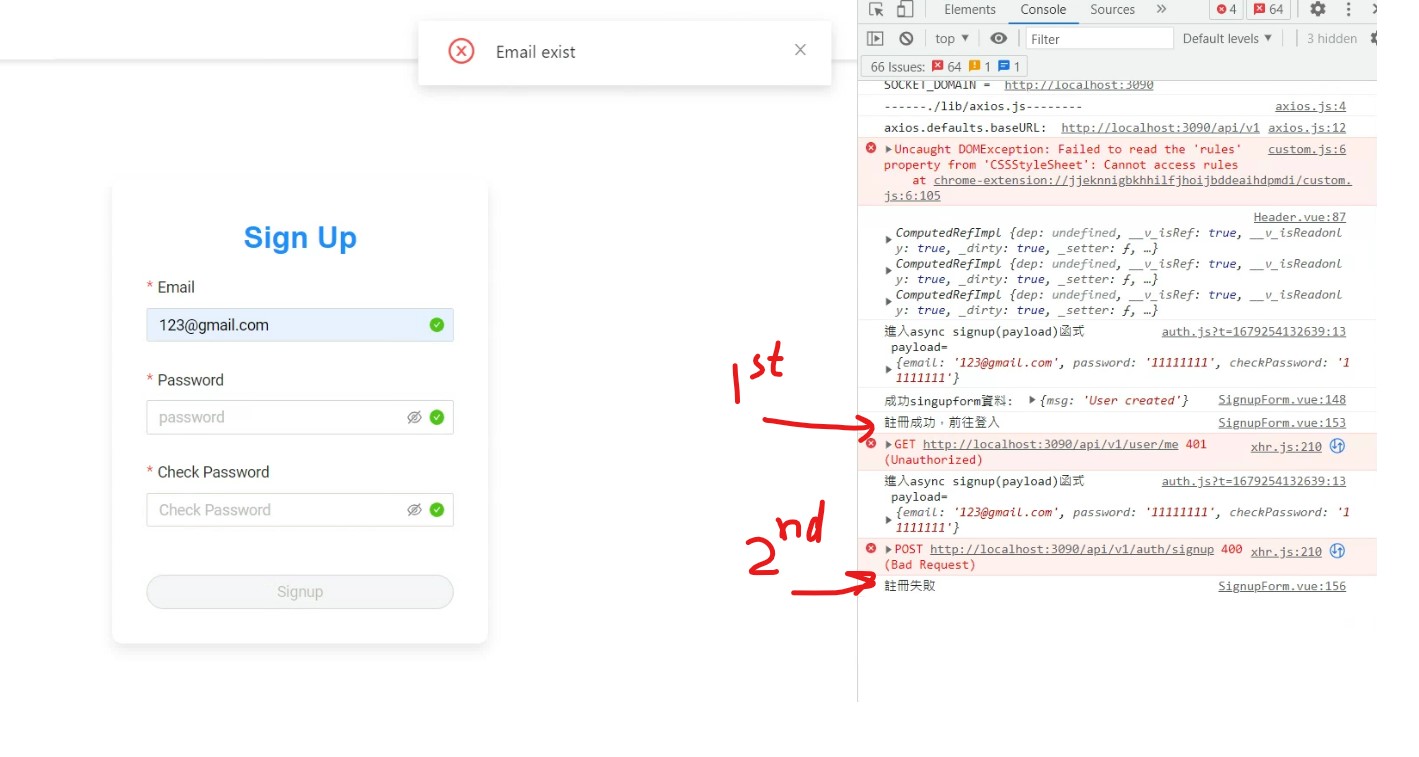 Email exist
Sign Up
* Email
123@gmail.com
* Password
password
* Check Password
Check Password
Signup
1st
2nd
Elements Console Sources » 4 64
top ▼ Filter Default levels ▼ 3 hidden
66 Issues: 64 1 1
SOCKET_DOMAIN = http://localhost:3090
------./lib/axios.js-------- axios.js:4
axios.defaults.baseURL: http://localhost:3090/api/v1 axios.js:12
▶Uncaught DOMException: Failed to read the 'rules' custom.js:6
property from 'CSSStyleSheet': Cannot access rules
at chrome-extension://jjeknnigbkhhilfjhoijbddeaihdpmdi/custom.
js:6:105
Header.vue:87
ComputedRefImpl {dep: undefined, __v_isRef: true, __v_isReadonl
y: true, _dirty: true, _setter: ƒ, …}
ComputedRefImpl {dep: undefined, __v_isRef: true, __v_isReadonl
y: true, _dirty: true, _setter: ƒ, …}
ComputedRefImpl {dep: undefined, __v_isRef: true, __v_isReadonl
y: true, _dirty: true, _setter: ƒ, …}
進入async signup(payload)函式 auth.js?t=1679254132639:13
payload=
{email: '123@gmail.com', password: '11111111', checkPassword: '1
1111111'}
成功singupform資料: ▶{msg: 'User created'} SignupForm.vue:148
註冊成功，前往登入 SignupForm.vue:153
▶GET http://localhost:3090/api/v1/user/me 401 xhr.js:210
(Unauthorized)
進入async signup(payload)函式 auth.js?t=1679254132639:13
payload=
{email: '123@gmail.com', password: '11111111', checkPassword: '1
1111111'}
▶POST http://localhost:3090/api/v1/auth/signup 400 xhr.js:210
(Bad Request)
註冊失敗 SignupForm.vue:156